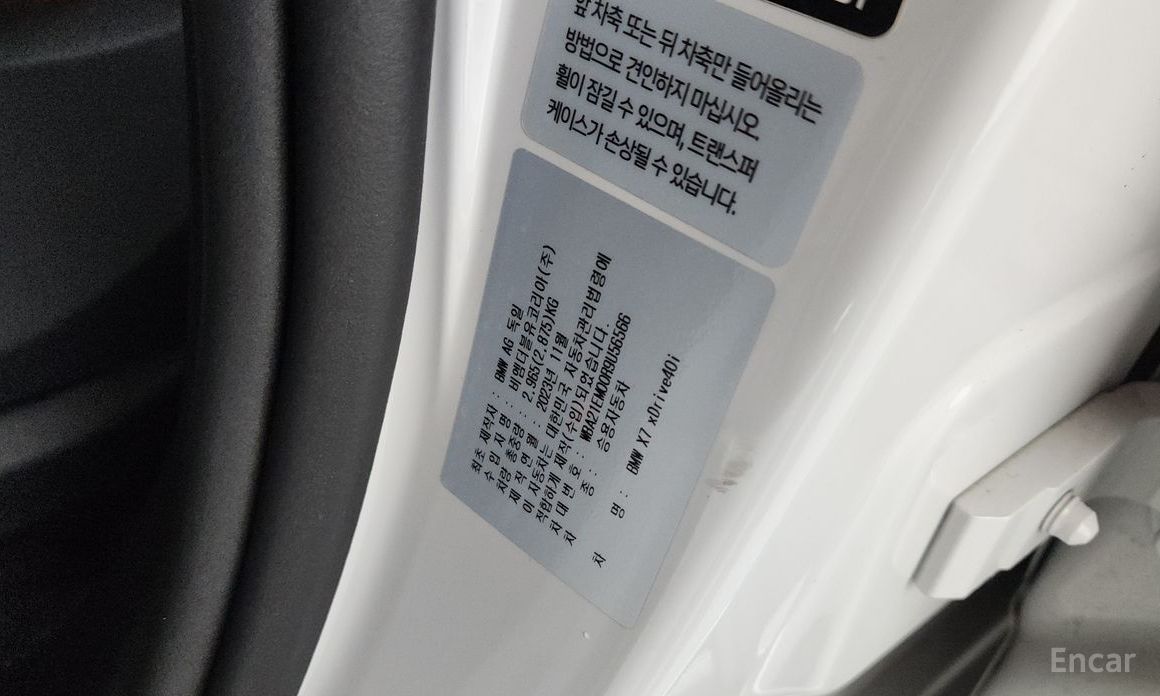 앞 차축 또는 뒤 차축만 들어올리는
방법으로 견인하지 마십시오.
휠이 잠길 수 있으며, 트랜스퍼
케이스가 손상될 수 있습니다.
최초 제작자 : BMW AG 독일
수 입 자 명 : 비엠더블유코리아(주)
차량 총중량 : 2,965(2,875)KG
제 작 연 월 : 2023년 11월
이 자동차는 대한민국 자동차관리법령에
적합하게 제작(수입)되었습니다.
차 대 번 호 : WBA21EM00R9U56566
차 종 : 승용자동차
차 명 : BMW X7 xDrive40i
Encar